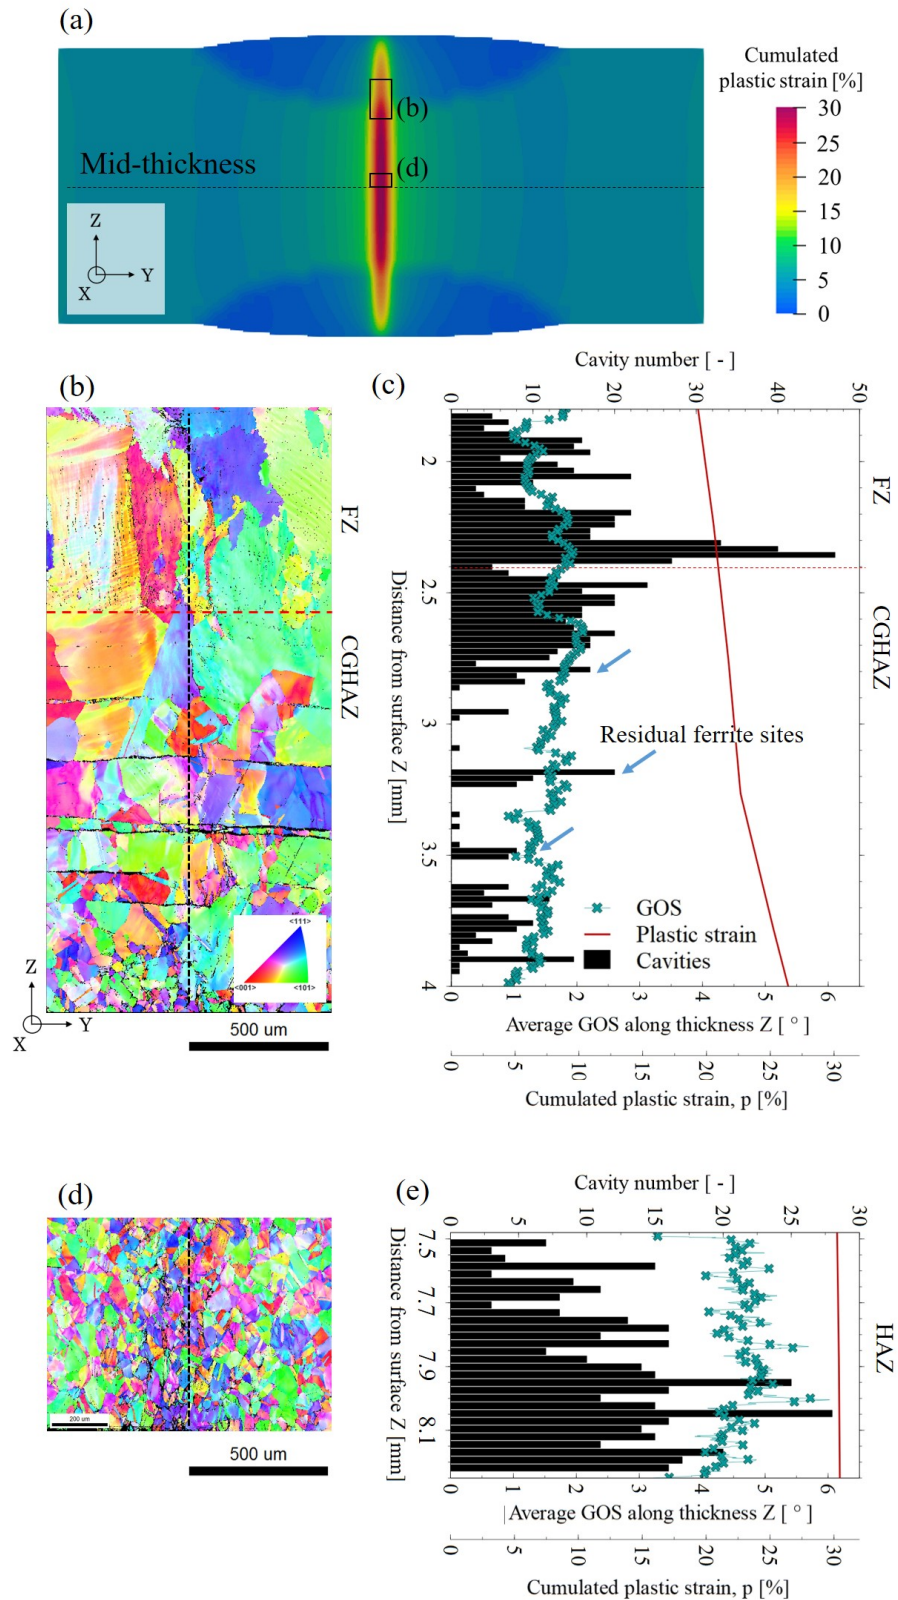 (a)
Cumulated
plastic strain [%]
30
25
20
15
10
5
0
(b)
(d)
Mid-thickness
Z
Y
X
(b)
FZ
CGHAZ
<111>
<001>
<101>
Z
Y
X
500 um
(c)
Cavity number [ - ]
0
10
20
30
40
50
2
2.5
3
3.5
4
Distance from surface Z [mm]
FZ
CGHAZ
Residual ferrite sites
GOS
Plastic strain
Cavities
0
1
2
3
4
5
6
Average GOS along thickness Z [ ° ]
0
5
10
15
20
25
30
Cumulated plastic strain, p [%]
(d)
200 um
500 um
(e)
Cavity number [ - ]
0
5
10
15
20
25
30
7.5
7.7
7.9
8.1
Distance from surface Z [mm]
HAZ
0
1
2
3
4
5
6
Average GOS along thickness Z [ ° ]
0
5
10
15
20
25
30
Cumulated plastic strain, p [%]